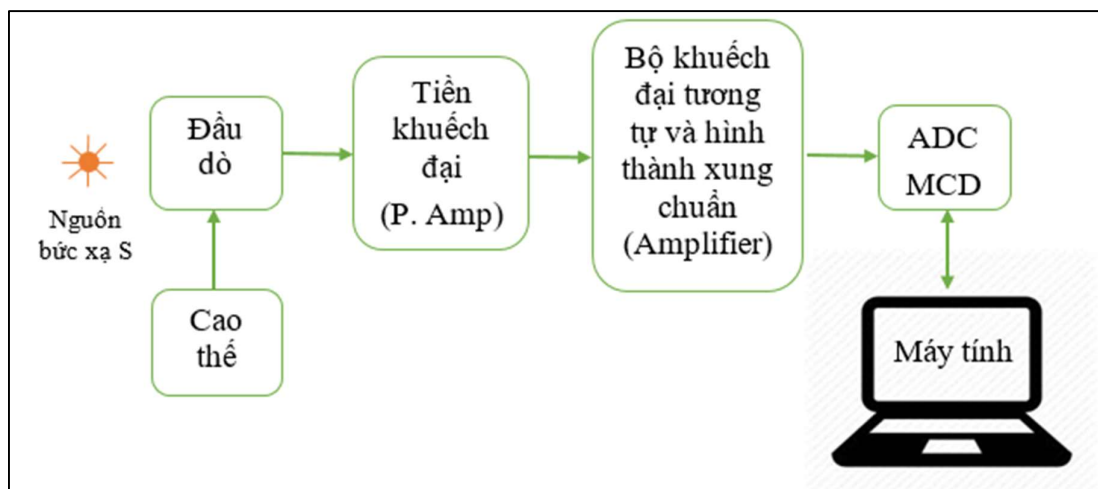 Nguồn
bức xạ S
Đầu
dò
Cao
thế
Tiền
khuếch
đại
(P. Amp)
Bộ khuếch
đại tương
tự và hình
thành xung
chuẩn
(Amplifier)
ADC
MCD
Máy tính